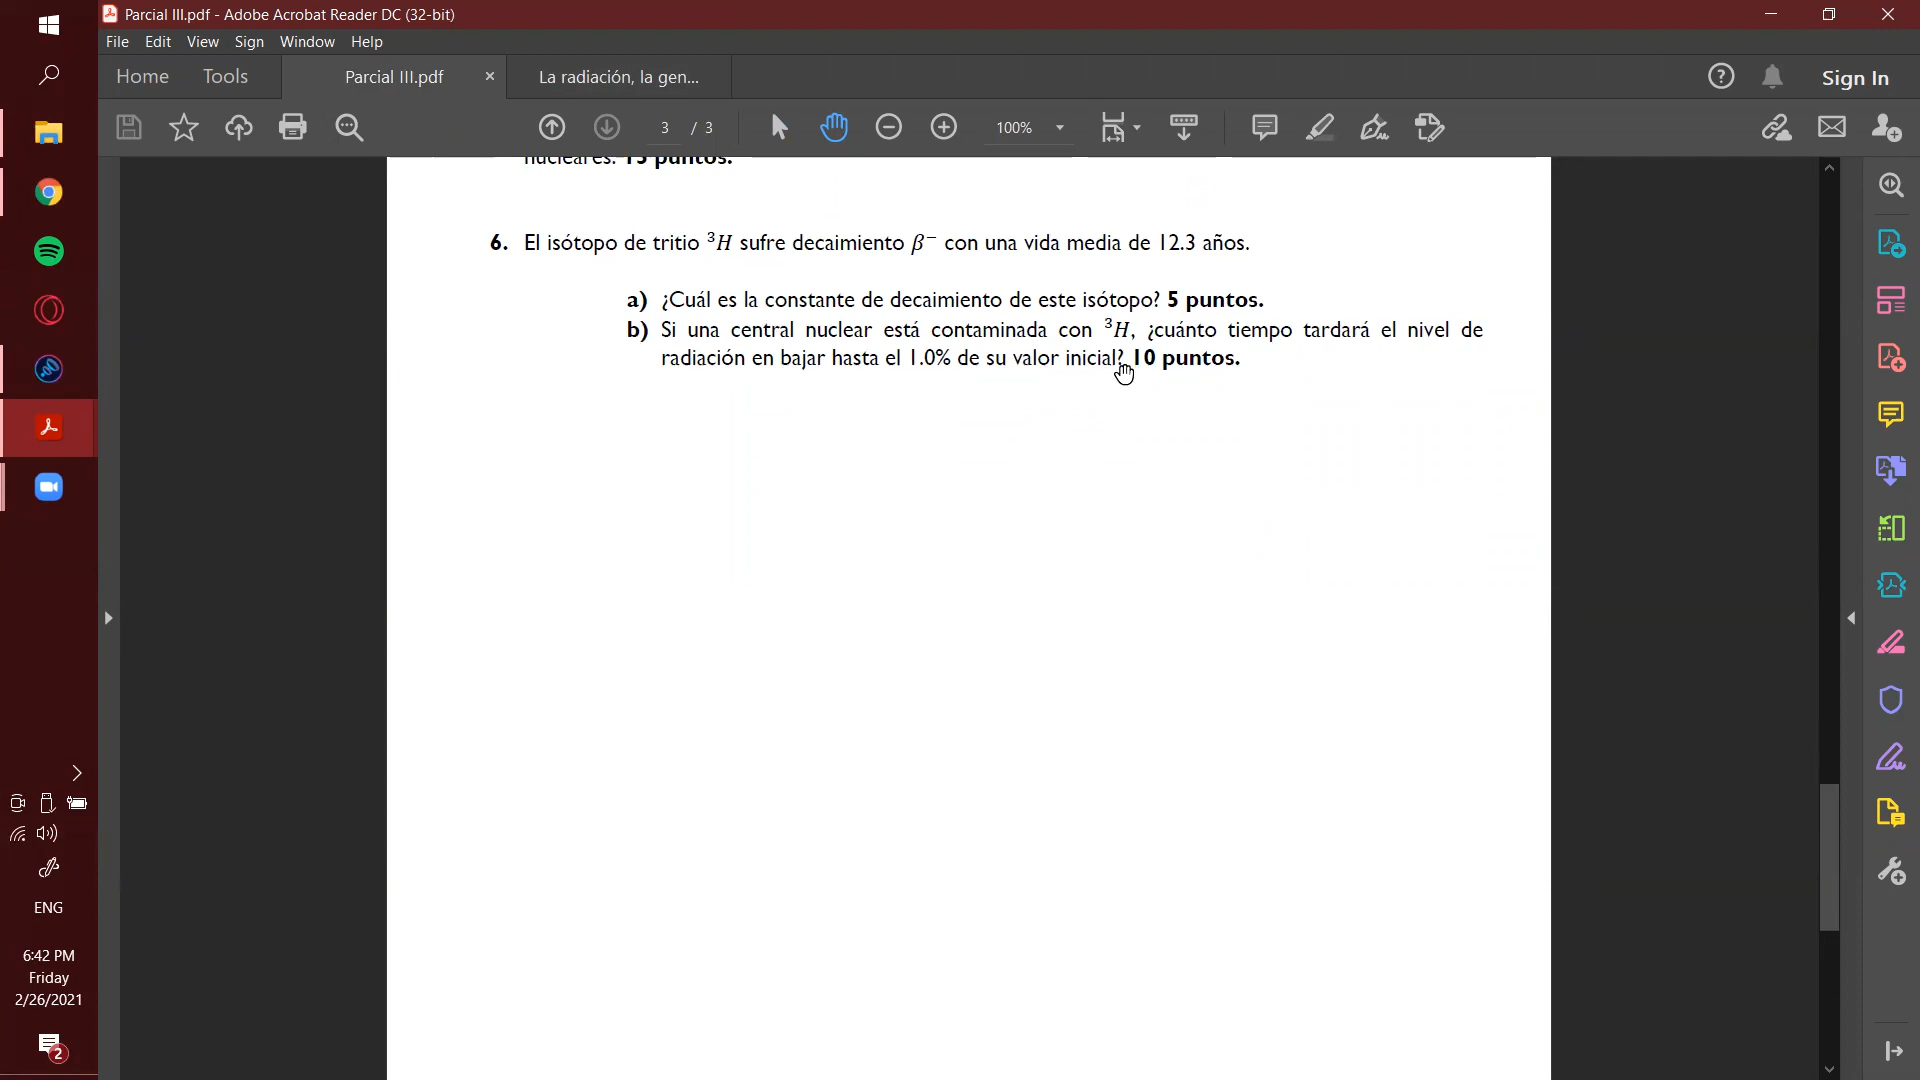 Parcial III.pdf - Adobe Acrobat Reader DC (32-bit)
File Edit View Sign Window Help
Home Tools Parcial III.pdf × La radiación, la gen... Sign In
3 / 3 100%
nucleares. 15 puntos.
6. El isótopo de tritio ³H sufre decaimiento β⁻ con una vida media de 12.3 años.
a) ¿Cuál es la constante de decaimiento de este isótopo? 5 puntos.
b) Si una central nuclear está contaminada con ³H, ¿cuánto tiempo tardará el nivel de
radiación en bajar hasta el 1.0% de su valor inicial? 10 puntos.
ENG
6:42 PM
Friday
2/26/2021
2